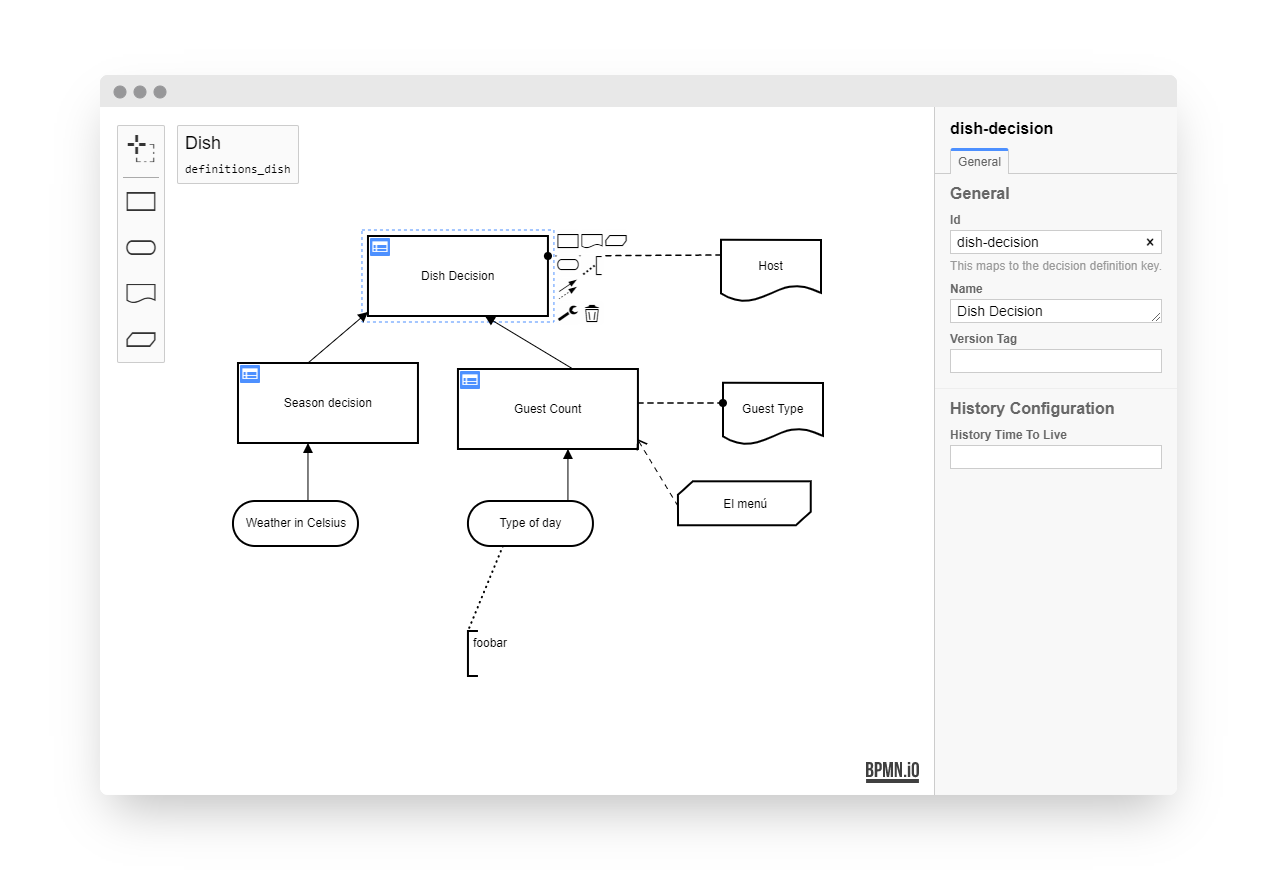 Dish
definitions_dish
Dish Decision
Host
Season decision
Guest Count
Guest Type
El menú
Weather in Celsius
Type of day
foobar
BPMN.iO
dish-decision
General
General
Id
dish-decision
This maps to the decision definition key.
Name
Dish Decision
Version Tag
History Configuration
History Time To Live